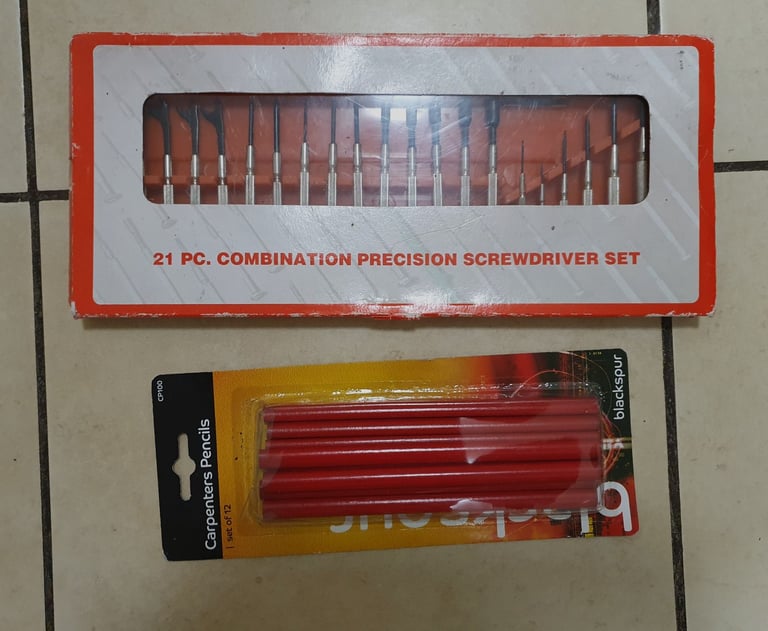 21 PC. COMBINATION PRECISION SCREWDRIVER SET
CP100
Carpenters Pencils
set of 12
blackspur
blackspur